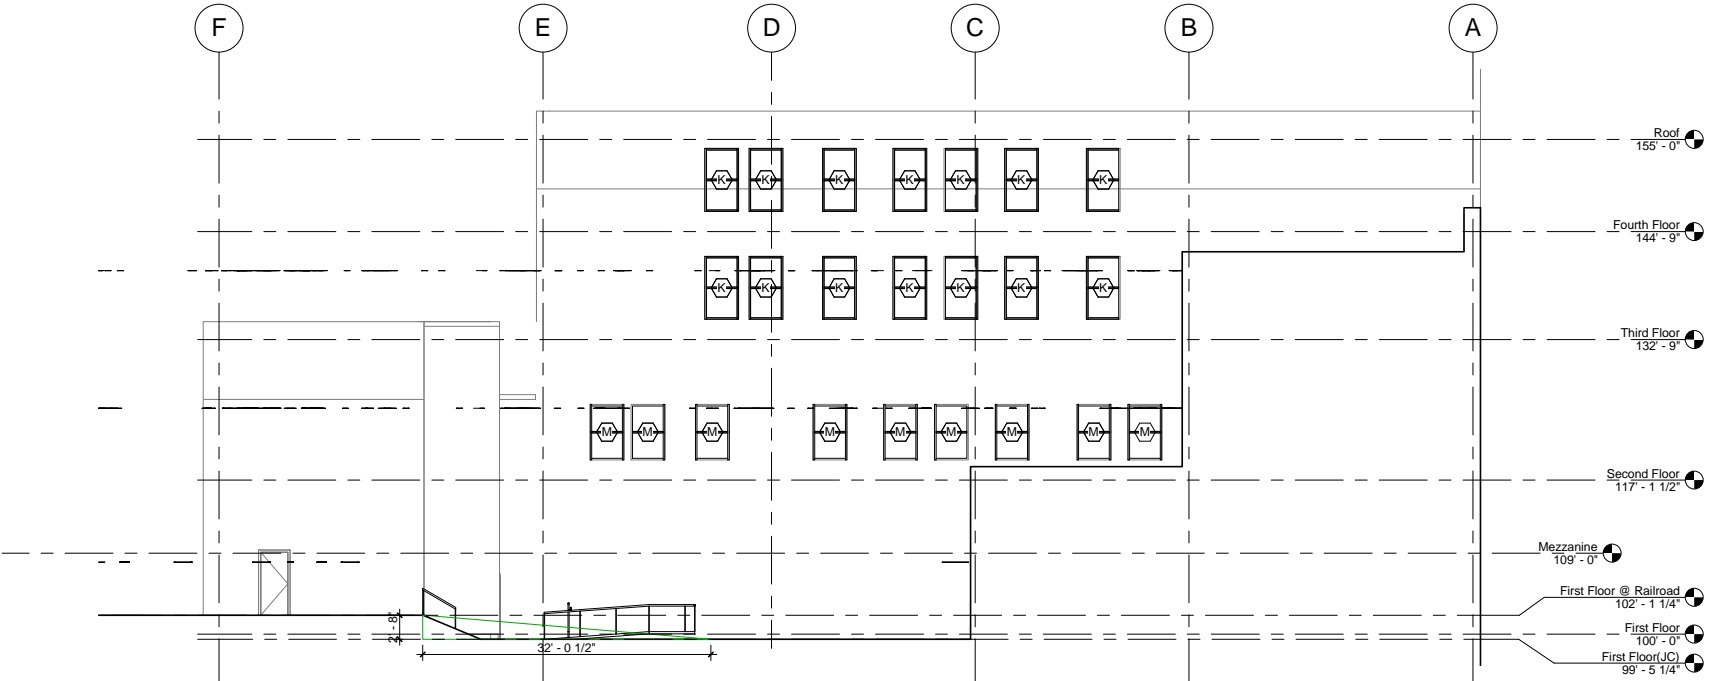 F E D C B A
Roof
155' - 0"
K K K K K K K
Fourth Floor
144' - 9"
K K K K K K K
Third Floor
132' - 9"
M M M M M M M M M
Second Floor
117' - 1 1/2"
Mezzanine
109' - 0"
First Floor @ Railroad
102' - 1 1/4"
2' - 8"
First Floor
100' - 0"
32' - 0 1/2"
First Floor(JC)
99' - 5 1/4"